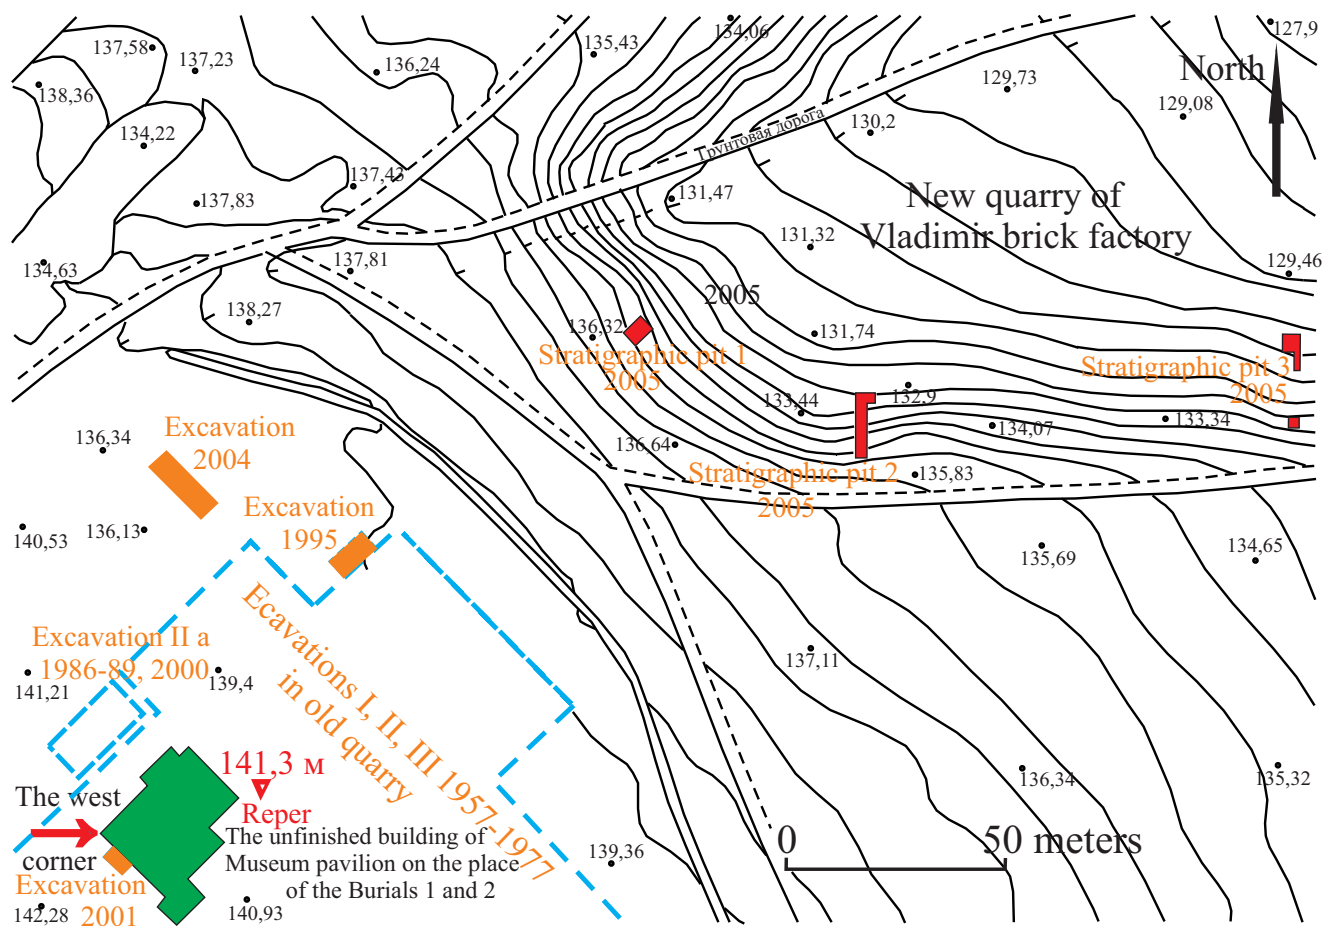 134,06
127,9
137,58
135,43
137,23
136,24
North
129,73
138,36
129,08
Грунтовая дорога
130,2
134,22
137,43
131,47
New quarry of
137,83
131,32
Vladimir brick factory
137,81
129,46
134,63
2005
138,27
136,32
131,74
Stratigraphic pit 1
2005
Stratigraphic pit 3
2005
133,44
132,9
133,34
134,07
Excavation
2004
136,34
136,64
Stratigraphic pit 2
2005
135,83
Excavation
1995
136,13
140,53
135,69
134,65
Ecavations I, II, III 1957-1977
in old quarry
Excavation II a
1986-89, 2000
139,4
141,21
137,11
141,3 м
Reper
136,34
135,32
The west
corner
The unfinished building of
Museum pavilion on the place
of the Burials 1 and 2
0
50 meters
139,36
Excavation
2001
142,28
140,93